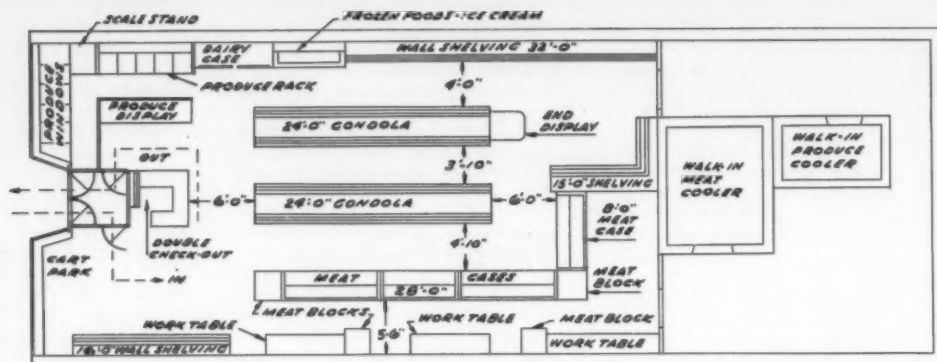 SCALE STAND
FROZEN FOODS-ICE CREAM
DAIRY
CASE
WALL SHELVING 33'-0"
PRODUCE
WINDOWS
PRODUCE RACK
4'-0"
PRODUCE
DISPLAY
24'-0" GONDOLA
END
DISPLAY
WALK-IN
MEAT
COOLER
WALK-IN
PRODUCE
COOLER
OUT
3'-10"
15'-0" SHELVING
6'-0"
24'-0" GONDOLA
6'-0"
8'-0"
MEAT
CASE
DOUBLE
CHECK-OUT
4'-10"
CART
PARK
IN
MEAT CASES
28'-0"
MEAT
BLOCK
MEAT BLOCKS
WORK TABLE
5'-6"
WORK TABLE
MEAT BLOCK
WALL SHELVING
WORK TABLE